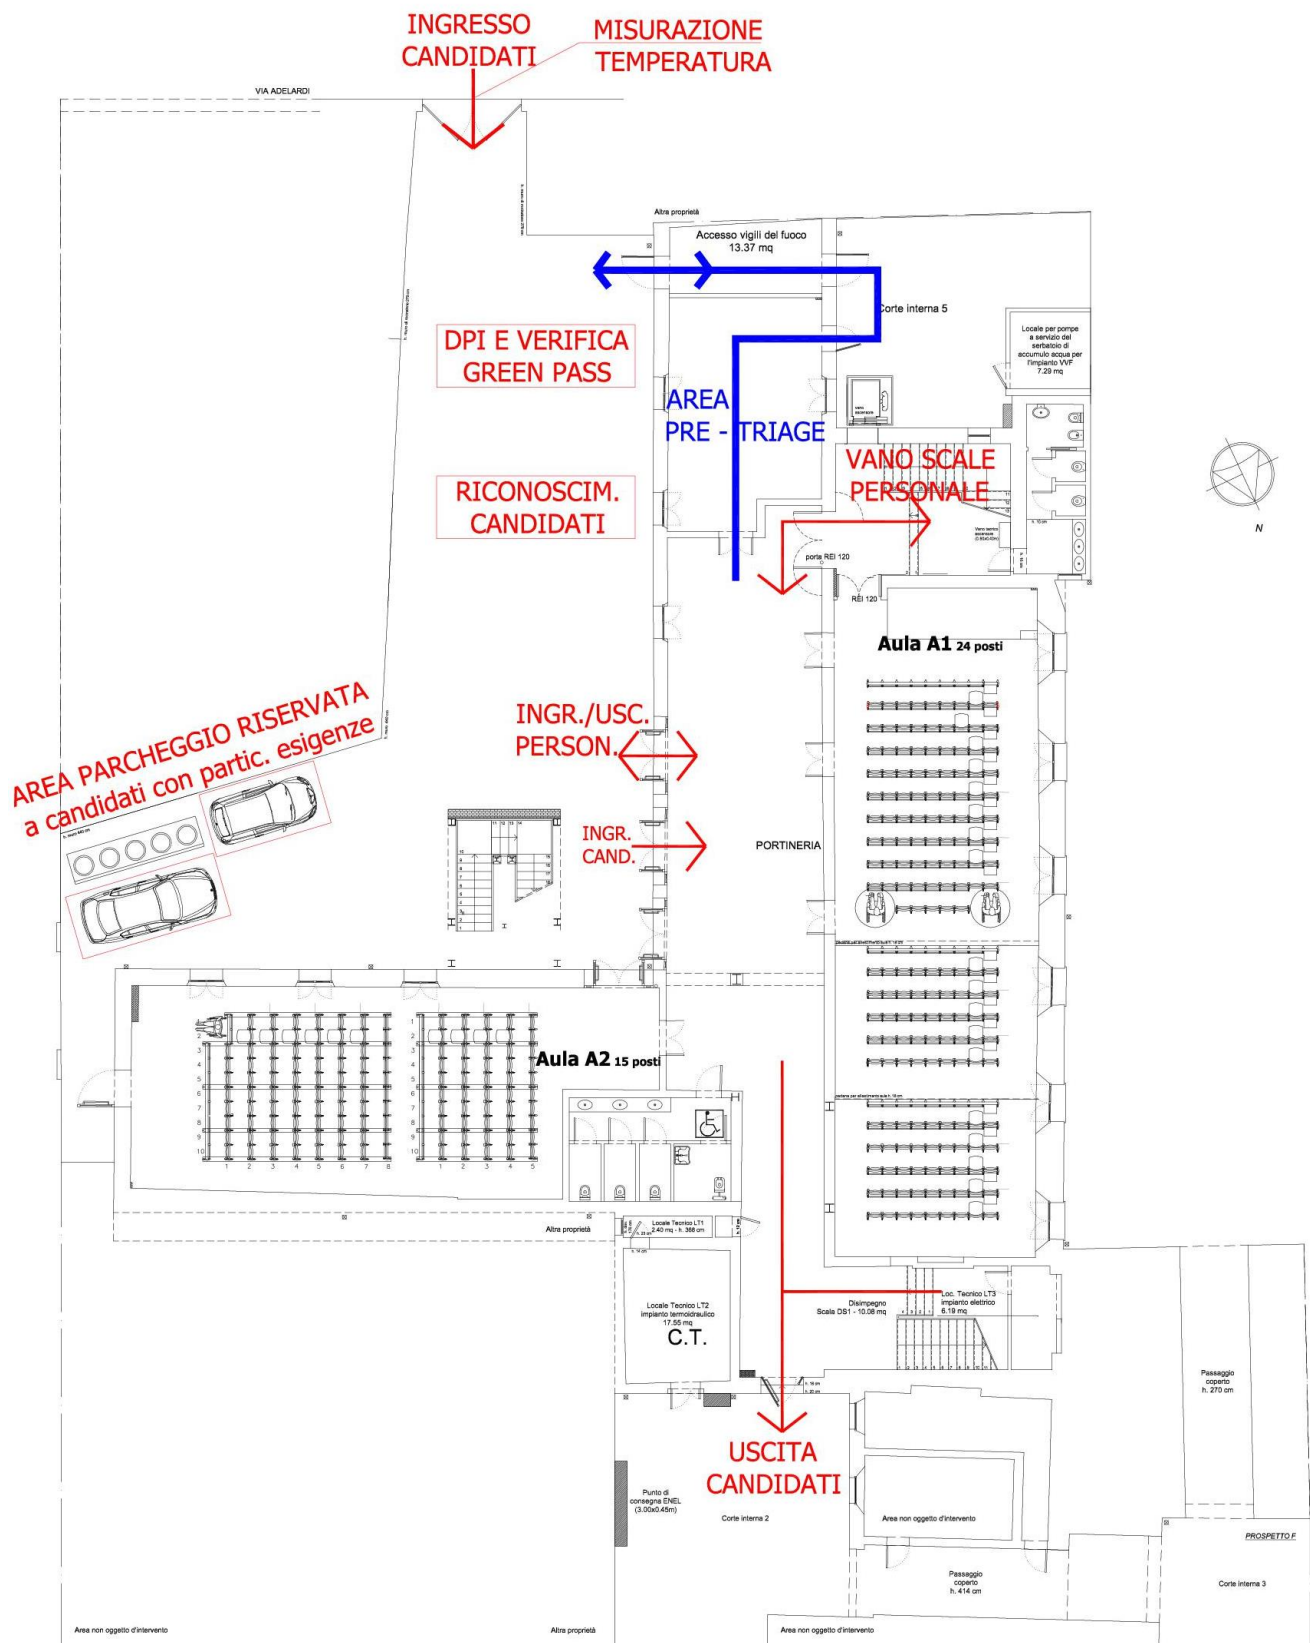 INGRESSO
CANDIDATI
MISURAZIONE
TEMPERATURA
VIA ADELARDI
Altra proprietà
Accesso vigili del fuoco
13.37 mq
Corte interna 5
Locale per pompe
a servizio del
serbatoio di
accumulo acqua per
l'impianto VVF
7.29 mq
DPI E VERIFICA
GREEN PASS
AREA
PRE - TRIAGE
RICONOSCIM.
CANDIDATI
VANO SCALE
PERSONALE
porta REI 120
REI 120
N
Aula A1 24 posti
AREA PARCHEGGIO RISERVATA
a candidati con partic. esigenze
INGR./USC.
PERSON.
INGR.
CAND.
PORTINERIA
Aula A2 15 posti
Altra proprietà
Locale Tecnico LT1
2.40 mq - h. 368 cm
Locale Tecnico LT2
impianto termoidraulico
17.55 mq
C.T.
Disimpegno
Scala DS1 - 10.08 mq
Loc. Tecnico LT3
impianto elettrico
6.19 mq
Passaggio
coperto
h. 270 cm
USCITA
CANDIDATI
Punto di
consegna ENEL
(3.00x0.45m)
Corte interna 2
Area non oggetto d'intervento
PROSPETTO F
Passaggio
coperto
h. 414 cm
Corte interna 3
Area non oggetto d'intervento
Altra proprietà
Area non oggetto d'intervento